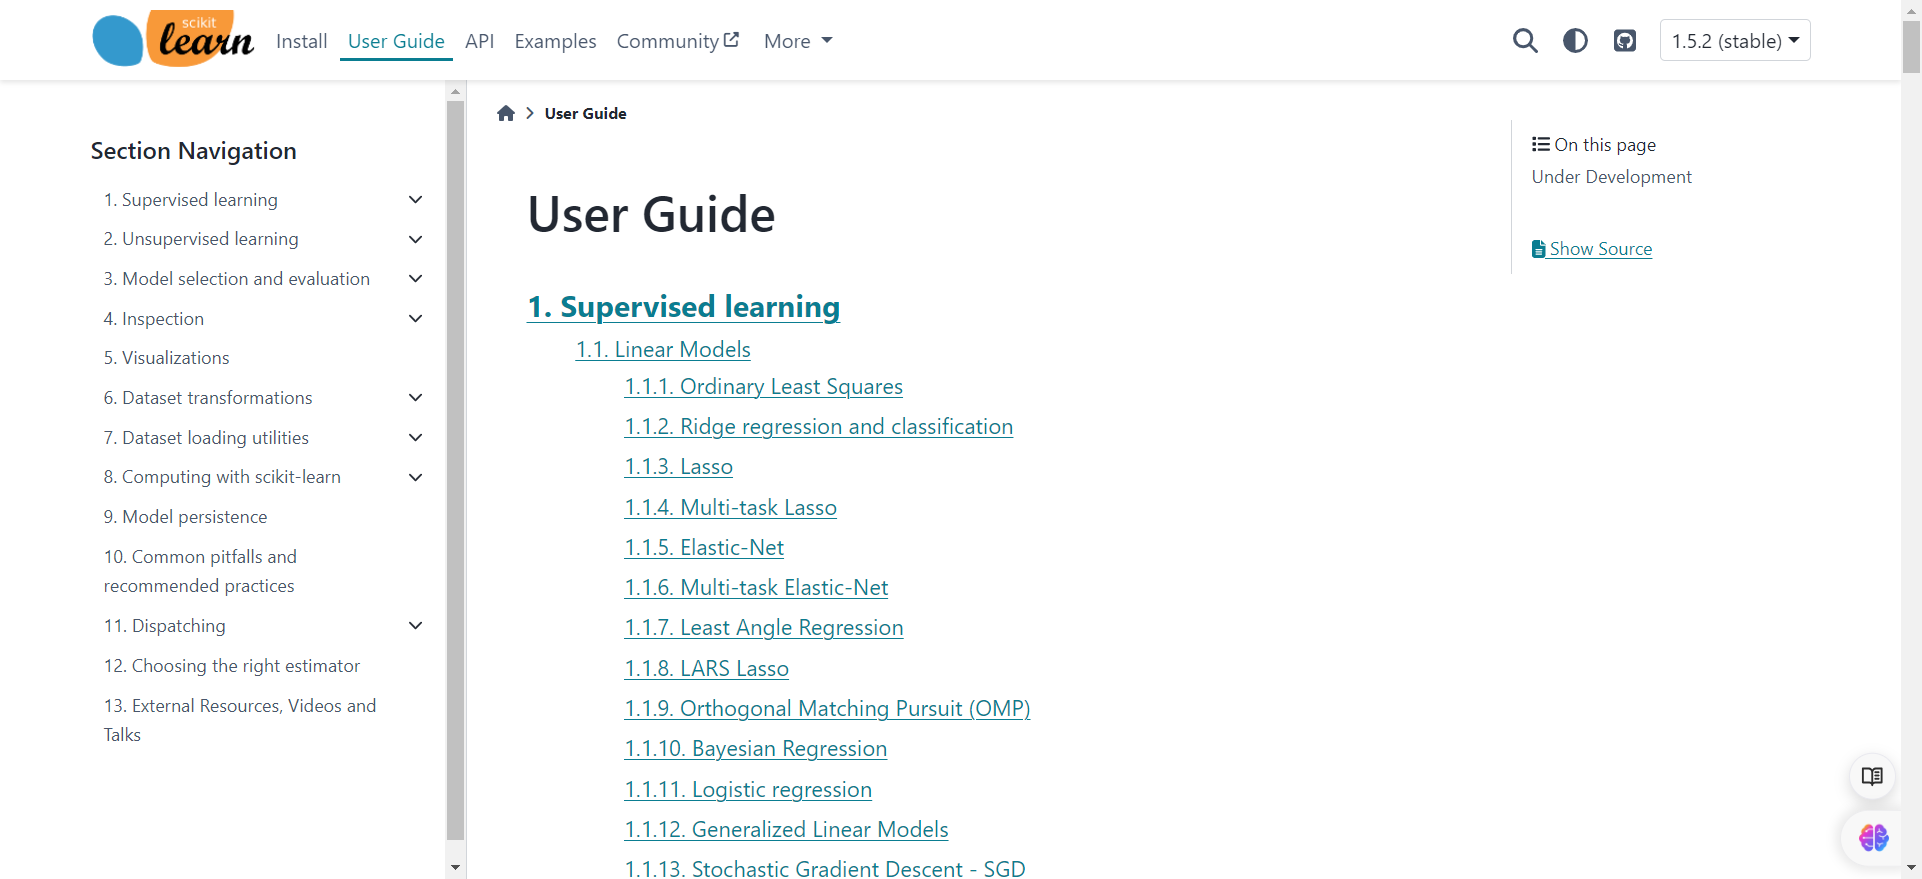 scikit
learn
Install User Guide API Examples Community More
1.5.2 (stable)
Section Navigation
1. Supervised learning
2. Unsupervised learning
3. Model selection and evaluation
4. Inspection
5. Visualizations
6. Dataset transformations
7. Dataset loading utilities
8. Computing with scikit-learn
9. Model persistence
10. Common pitfalls and
recommended practices
11. Dispatching
12. Choosing the right estimator
13. External Resources, Videos and
Talks
User Guide
User Guide
1. Supervised learning
1.1. Linear Models
1.1.1. Ordinary Least Squares
1.1.2. Ridge regression and classification
1.1.3. Lasso
1.1.4. Multi-task Lasso
1.1.5. Elastic-Net
1.1.6. Multi-task Elastic-Net
1.1.7. Least Angle Regression
1.1.8. LARS Lasso
1.1.9. Orthogonal Matching Pursuit (OMP)
1.1.10. Bayesian Regression
1.1.11. Logistic regression
1.1.12. Generalized Linear Models
1.1.13. Stochastic Gradient Descent - SGD
On this page
Under Development
Show Source